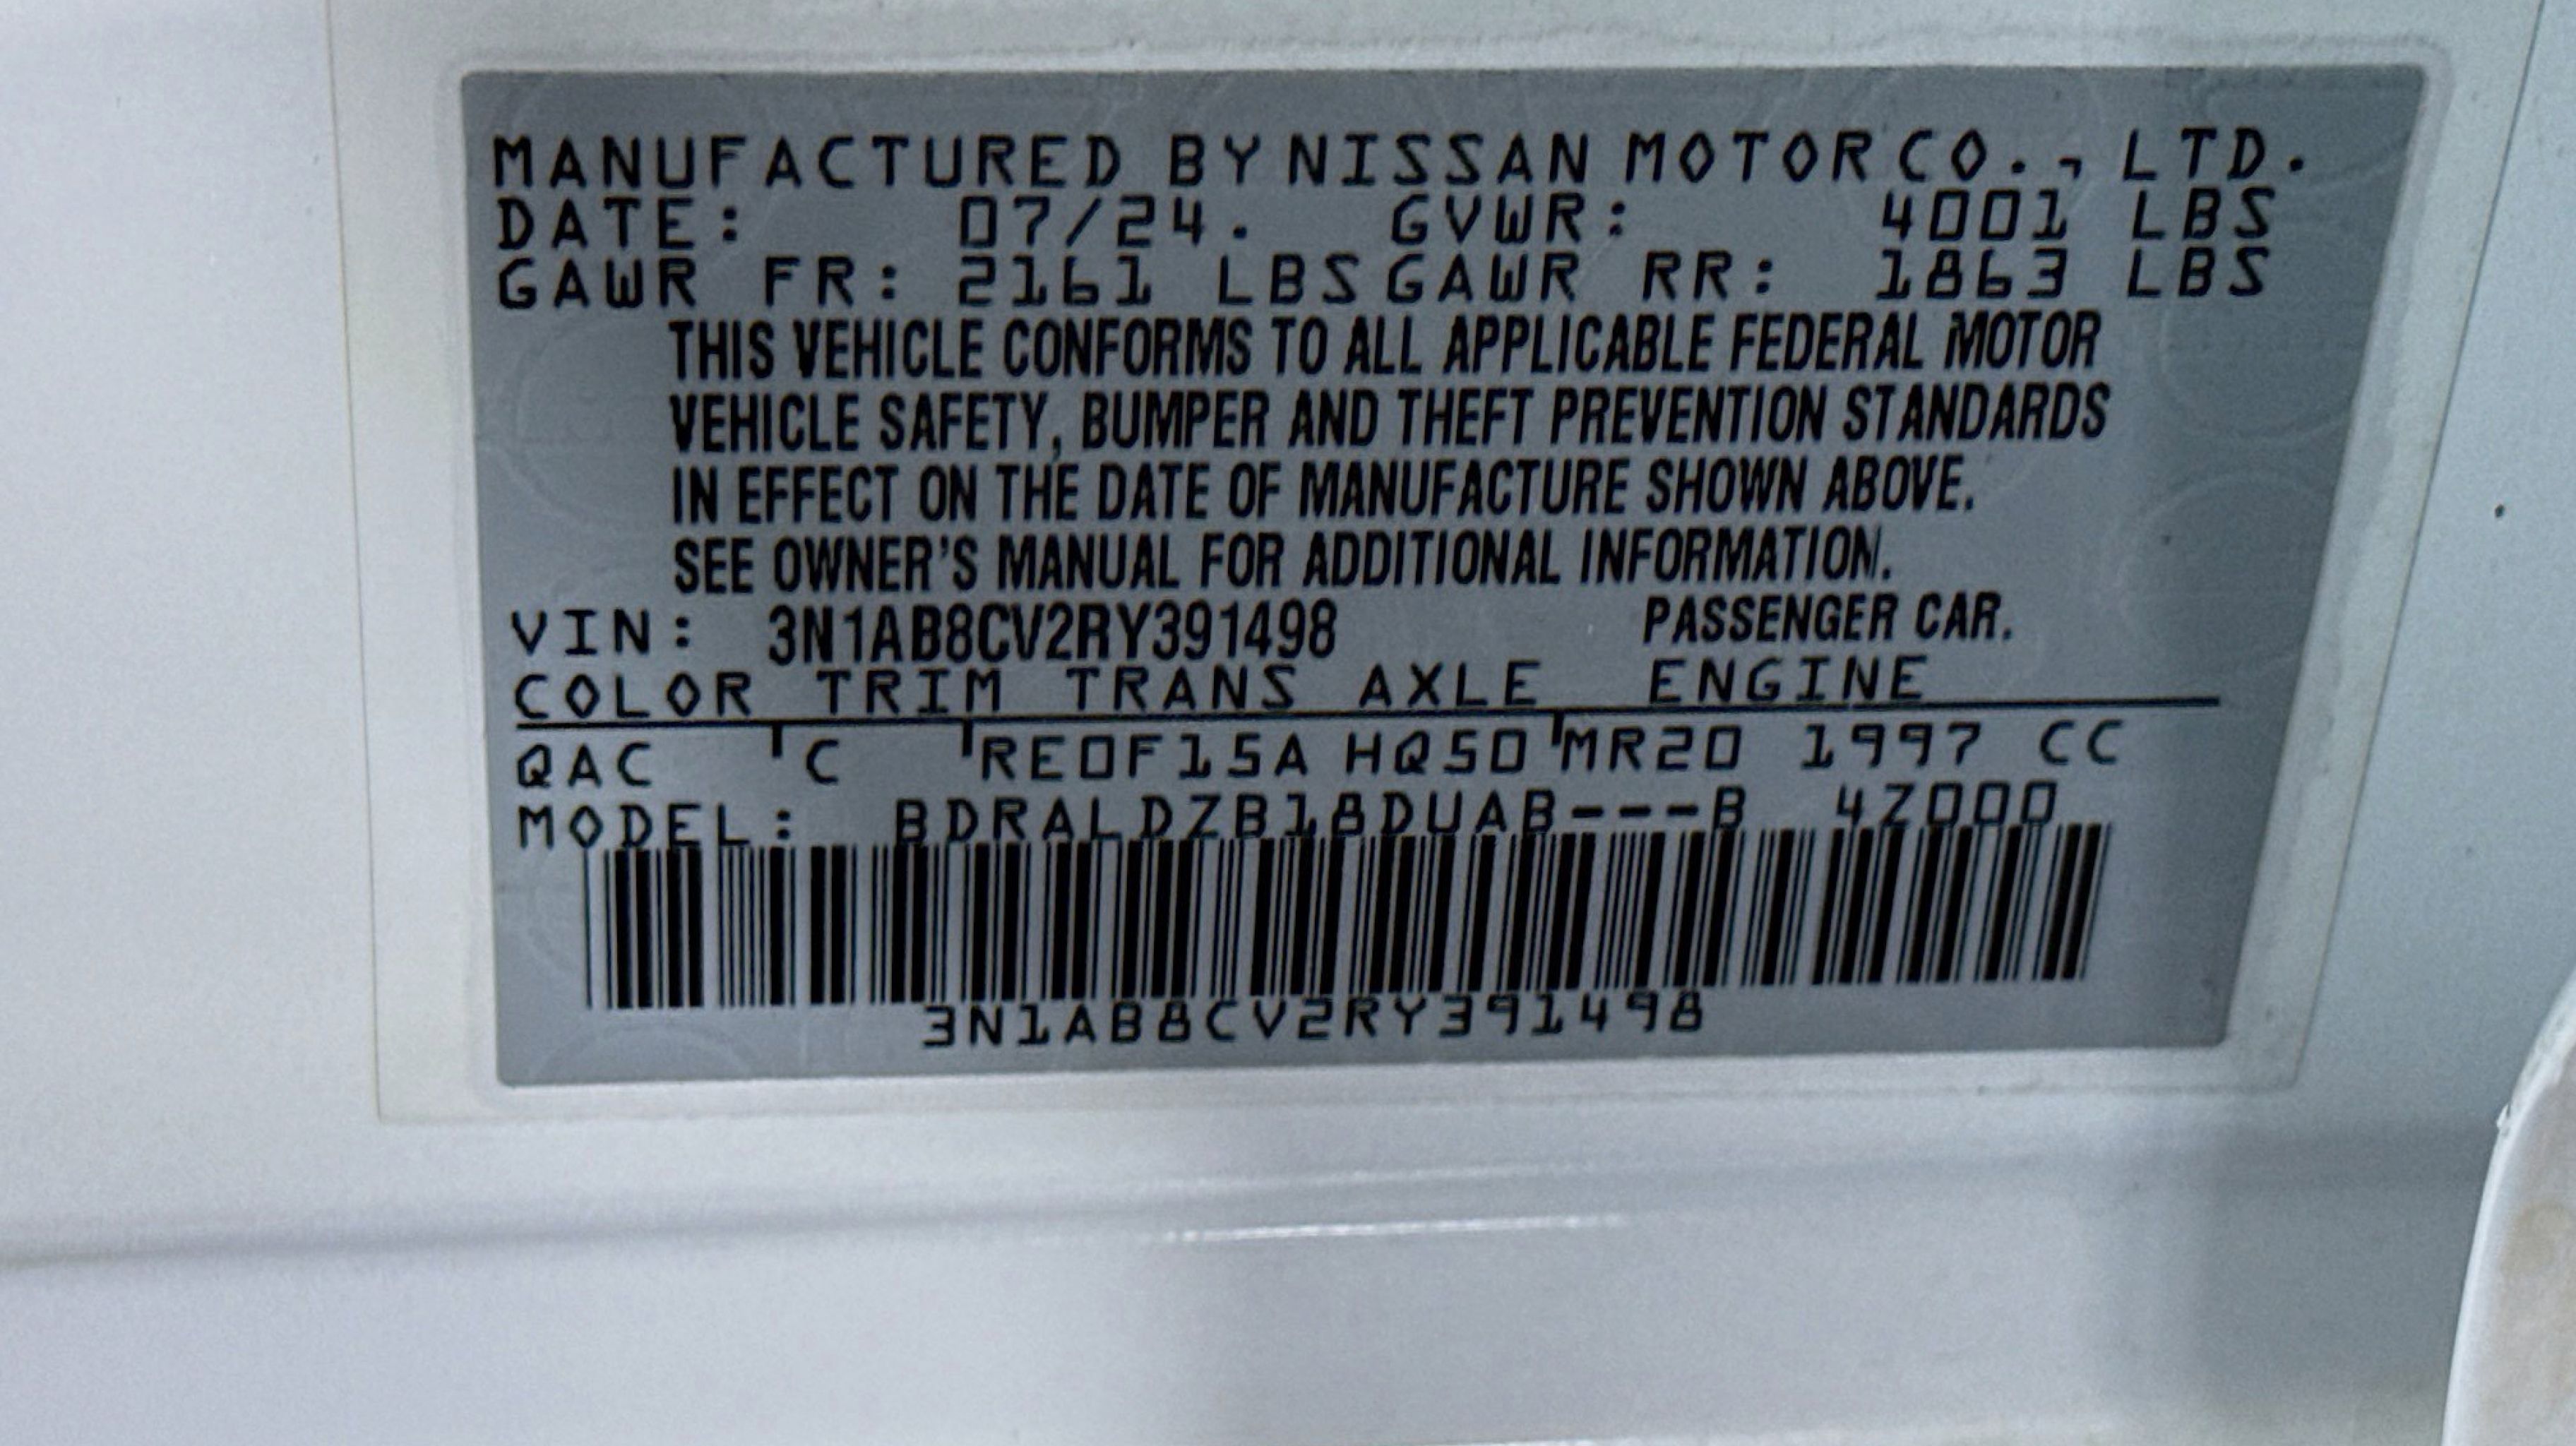 MANUFACTURED BY NISSAN MOTOR CO., LTD.
DATE: 07/24. GVWR: 4001 LBS
GAWR FR: 2161 LBS GAWR RR: 1863 LBS
THIS VEHICLE CONFORMS TO ALL APPLICABLE FEDERAL MOTOR
VEHICLE SAFETY, BUMPER AND THEFT PREVENTION STANDARDS
IN EFFECT ON THE DATE OF MANUFACTURE SHOWN ABOVE.
SEE OWNER'S MANUAL FOR ADDITIONAL INFORMATION.
VIN: 3N1AB8CV2RY391498 PASSENGER CAR.
COLOR TRIM TRANS AXLE ENGINE
QAC C RE0F15A HQ50 MR20 1997 CC
MODEL: BDRALDZB18DUAB---B 4Z000
3N1AB8CV2RY391498